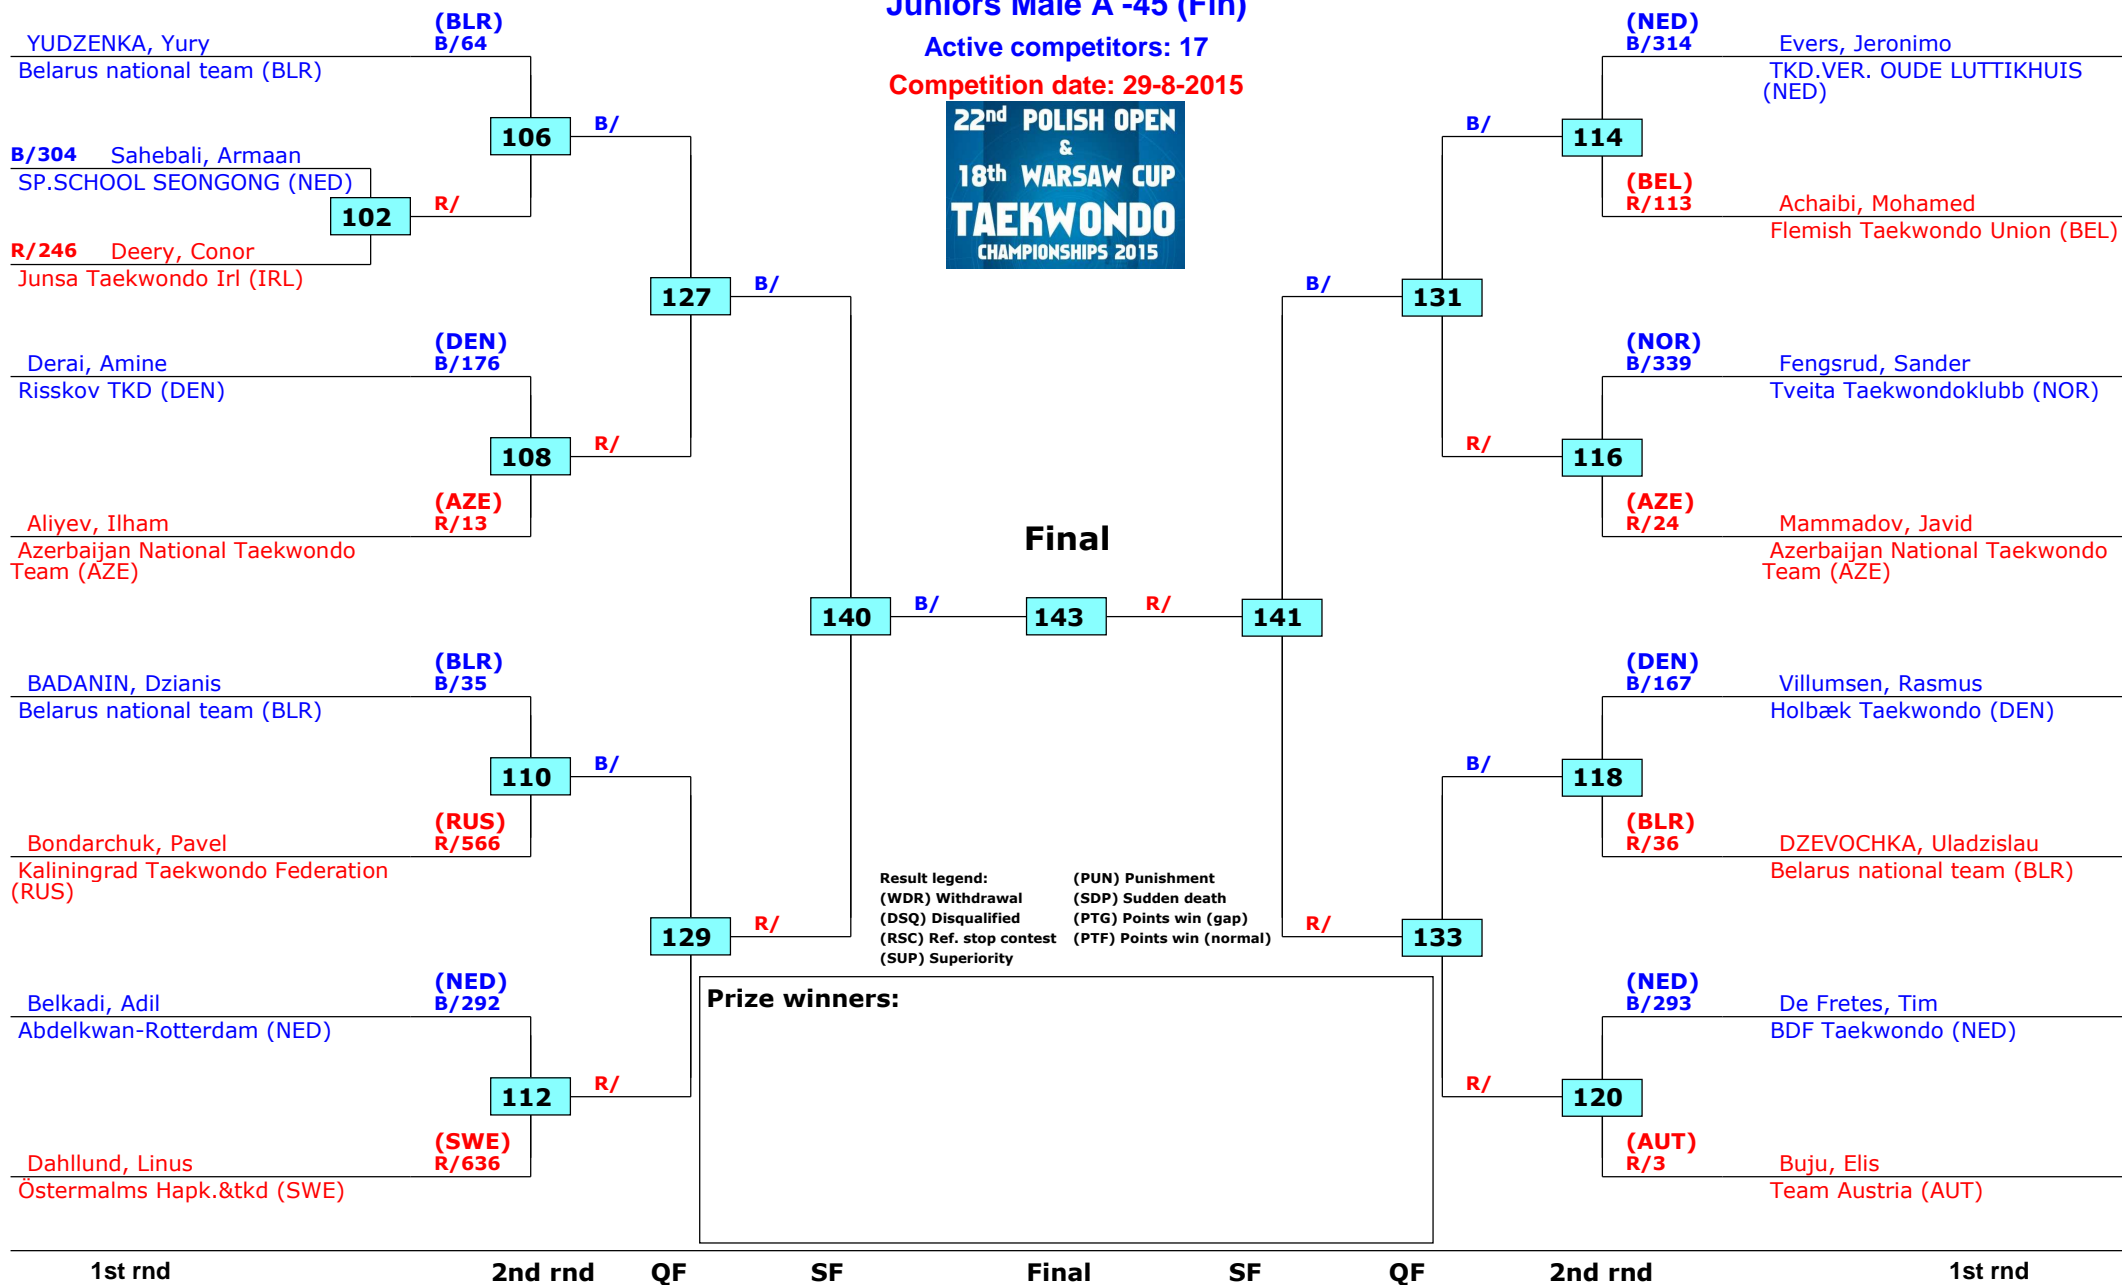 Juniors Male A -45 (Fin)
Active competitors: 17
Competition date: 29-8-2015
22nd POLISH OPEN
&
18th WARSAW CUP
TAEKWONDO
CHAMPIONSHIPS 2015
(BLR)
YUDZENKA, Yury B/64
Belarus national team (BLR)
106 B/
B/304 Sahebali, Armaan
SP.SCHOOL SEONGONG (NED)
102 R/
R/246 Deery, Conor
Junsa Taekwondo Irl (IRL)
127 B/
(DEN)
Derai, Amine B/176
Risskov TKD (DEN)
108 R/
(AZE)
Aliyev, Ilham R/13
Azerbaijan National Taekwondo
Team (AZE)
140 B/
(BLR)
BADANIN, Dzianis B/35
Belarus national team (BLR)
110 B/
(RUS)
Bondarchuk, Pavel R/566
Kaliningrad Taekwondo Federation
(RUS)
129 R/
(NED)
Belkadi, Adil B/292
Abdelkwan-Rotterdam (NED)
112 R/
(SWE)
Dahllund, Linus R/636
Östermalms Hapk.&tkd (SWE)
Final
143
(NED)
B/314 Evers, Jeronimo
TKD.VER. OUDE LUTTIKHUIS
(NED)
B/ 114
(BEL)
R/113 Achaibi, Mohamed
Flemish Taekwondo Union (BEL)
B/ 131
(NOR)
B/339 Fengsrud, Sander
Tveita Taekwondoklubb (NOR)
R/ 116
(AZE)
R/24 Mammadov, Javid
Azerbaijan National Taekwondo
Team (AZE)
R/ 141
(DEN)
B/167 Villumsen, Rasmus
Holbæk Taekwondo (DEN)
B/ 118
(BLR)
R/36 DZEVOCHKA, Uladzislau
Belarus national team (BLR)
R/ 133
(NED)
B/293 De Fretes, Tim
BDF Taekwondo (NED)
R/ 120
(AUT)
R/3 Buju, Elis
Team Austria (AUT)
Result legend: (PUN) Punishment
(WDR) Withdrawal (SDP) Sudden death
(DSQ) Disqualified (PTG) Points win (gap)
(RSC) Ref. stop contest (PTF) Points win (normal)
(SUP) Superiority
Prize winners:
1st rnd 2nd rnd QF SF Final SF QF 2nd rnd 1st rnd